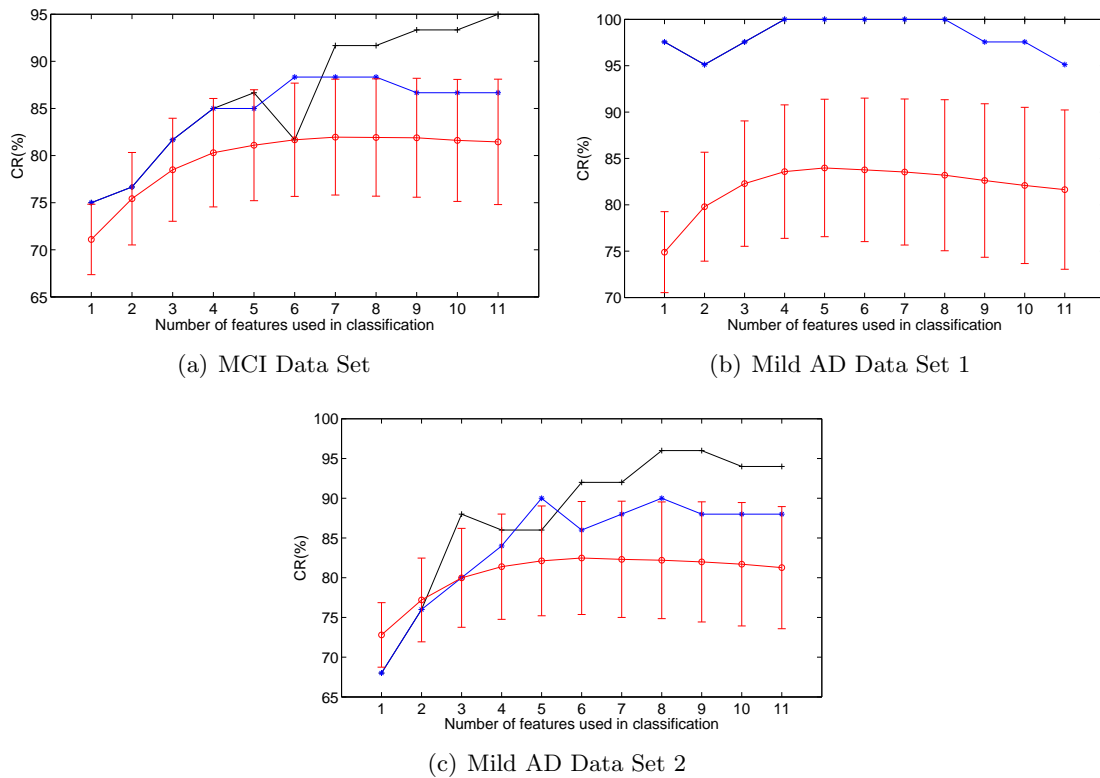 95
90
85
80
75
70
65
CR(%)
1 2 3 4 5 6 7 8 9 10 11
Number of features used in classification
(a) MCI Data Set
100
95
90
85
80
75
70
CR(%)
1 2 3 4 5 6 7 8 9 10 11
Number of features used in classification
(b) Mild AD Data Set 1
100
95
90
85
80
75
70
65
CR(%)
1 2 3 4 5 6 7 8 9 10 11
Number of features used in classification
(c) Mild AD Data Set 2